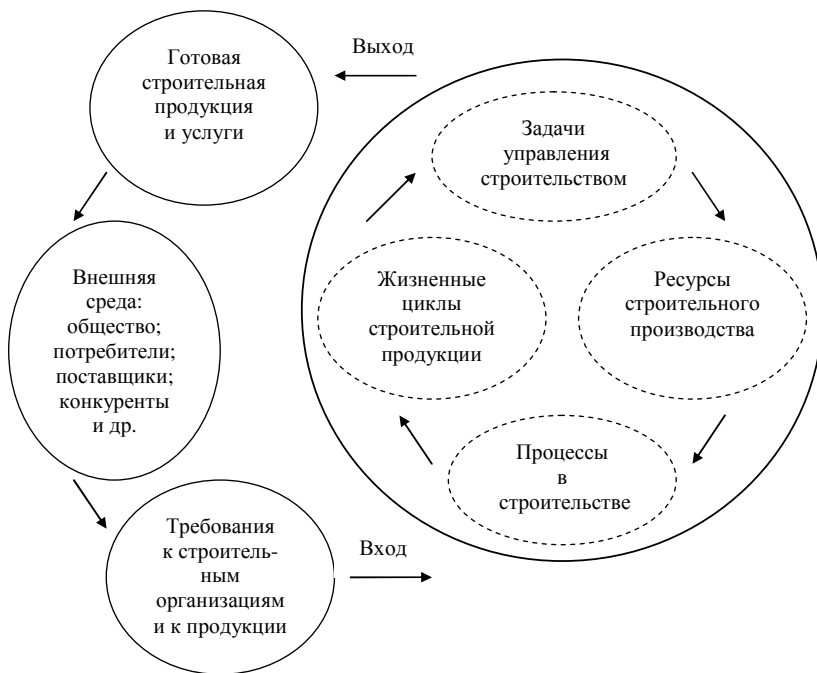 Готовая
строительная
продукция
и услуги
Выход
Задачи
управления
строительством
Внешняя
среда:
общество;
потребители;
поставщики;
конкуренты
и др.
Жизненные
циклы
строительной
продукции
Ресурсы
строительного
производства
Процессы
в
строительстве
Требования
к строитель-
ным
организациям
и к продукции
Вход